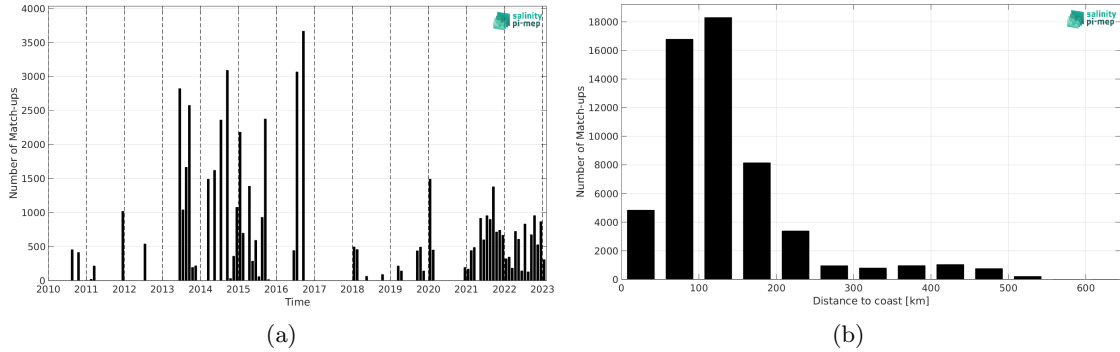 4000
3500
3000
2500
2000
1500
1000
500
0
Number of Match-ups
2010 2011 2012 2013 2014 2015 2016 2017 2018 2019 2020 2021 2022 2023
Time
salinity
pi-mep
(a)
18000
16000
14000
12000
10000
8000
6000
4000
2000
0
Number of Match-ups
0 100 200 300 400 500 600
Distance to coast [km]
salinity
pi-mep
(b)